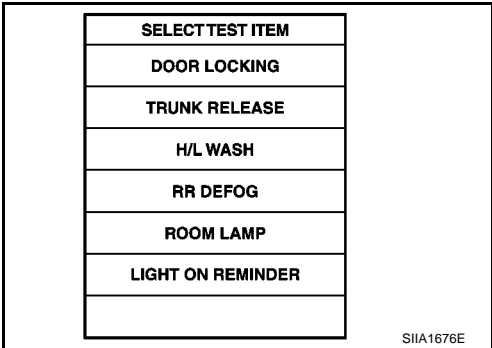 SELECT TEST ITEM
DOOR LOCKING
TRUNK RELEASE
H/L WASH
RR DEFOG
ROOM LAMP
LIGHT ON REMINDER
SIIA1676E